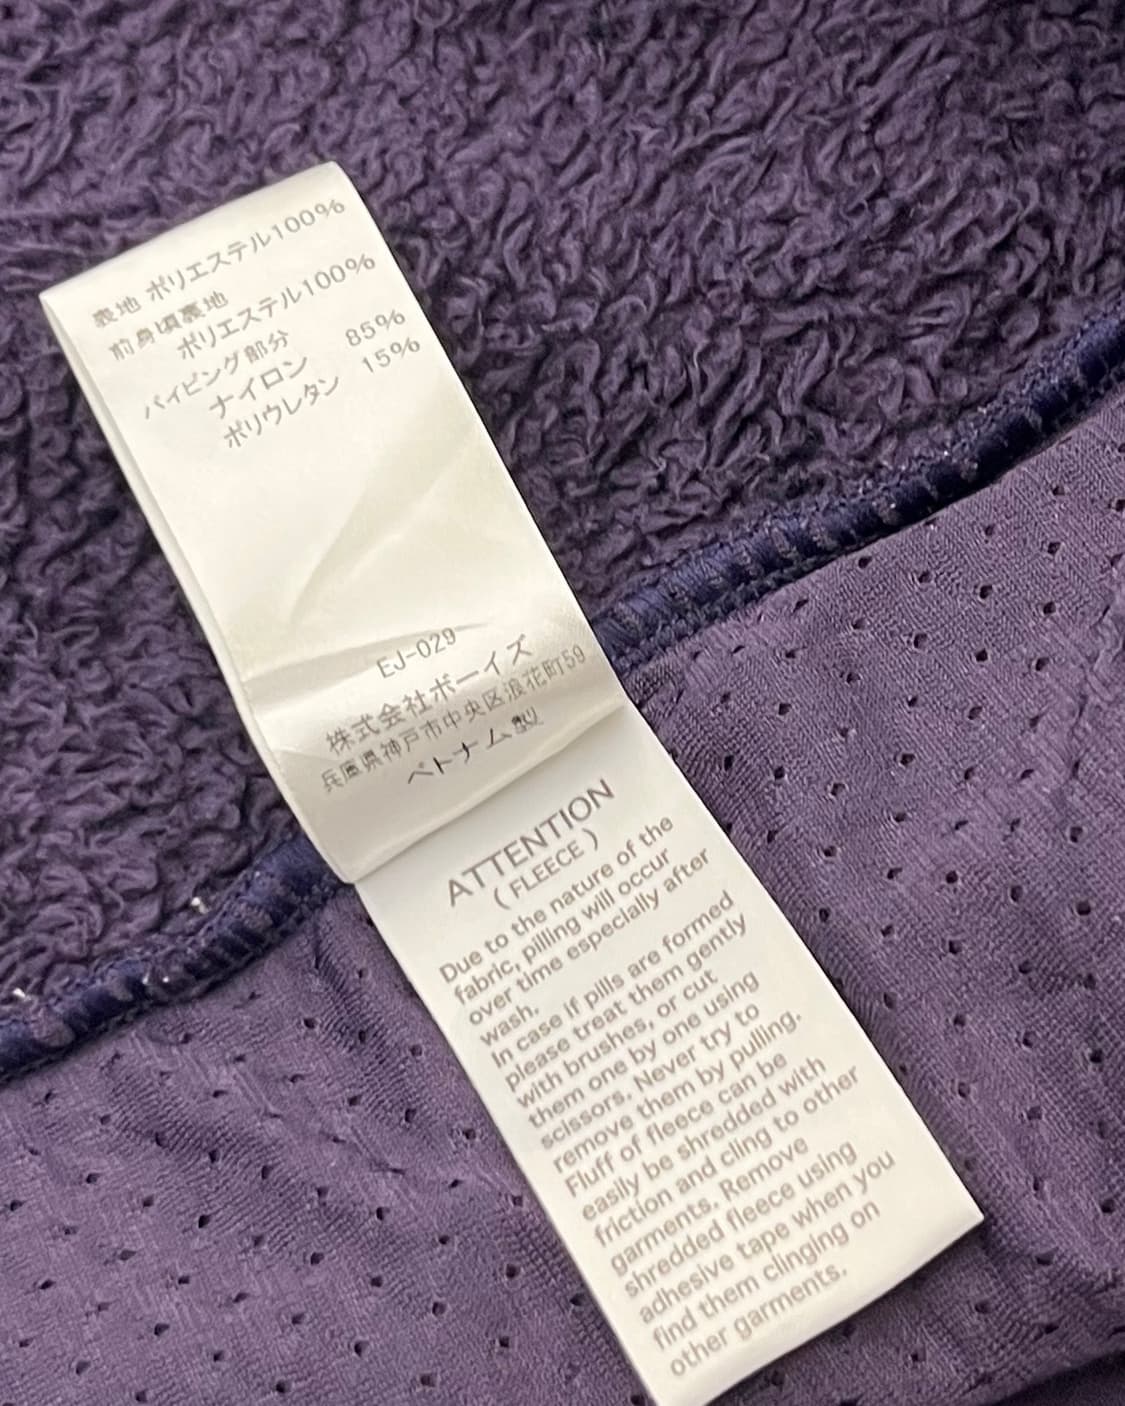 表地 ポリエステル100%
前身頃裏地
ポリエステル100%
パイピング部分
ナイロン 85%
ポリウレタン 15%
EJ-029
株式会社ボーイズ
兵庫県神戸市中央区浪花町59
ベトナム製
ATTENTION
(FLEECE)
Due to the nature of the
fabric, pilling will occur
over time especially after
wash.
In case if pills are formed
please treat them gently
with brushes, or cut
them one by one using
scissors. Never try to
remove them by pulling.
Fluff of fleece can be
easily be shredded with
friction and cling to other
garments. Remove
shredded fleece using
adhesive tape when you
find them clinging on
other garments.